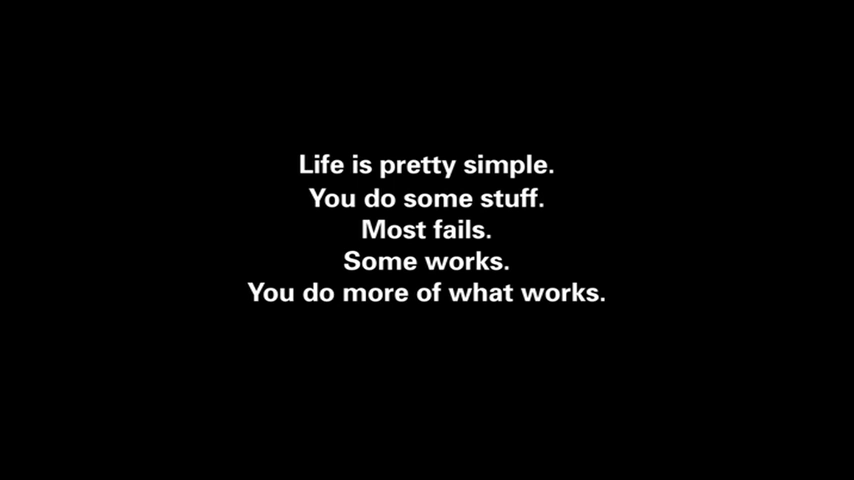 Life is pretty simple.
You do some stuff.
Most fails.
Some works.
You do more of what works.